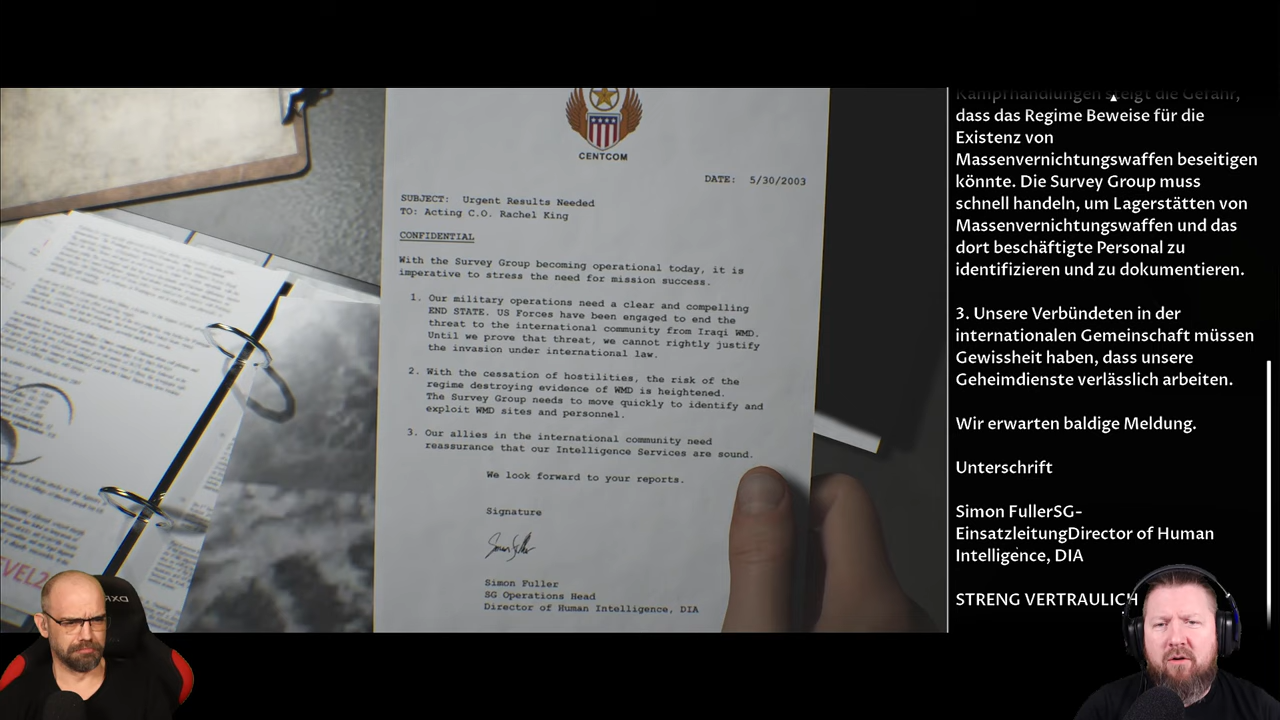 CENTCOM
DATE: 5/30/2003
SUBJECT: Urgent Results Needed
TO: Acting C.O. Rachel King
CONFIDENTIAL
With the Survey Group becoming operational today, it is
imperative to stress the need for mission success.
1. Our military operations need a clear and compelling
END STATE. US Forces have been engaged to end the
threat to the international community from Iraqi WMD.
Until we prove that threat, we cannot rightly justify
the invasion under international law.
2. With the cessation of hostilities, the risk of the
regime destroying evidence of WMD is heightened.
The Survey Group needs to move quickly to identify and
exploit WMD sites and personnel.
3. Our allies in the international community need
reassurance that our Intelligence Services are sound.
We look forward to your reports.
Signature
Simon Fuller
SG Operations Head
Director of Human Intelligence, DIA
Kampfhandlungen steigt die Gefahr,
dass das Regime Beweise für die
Existenz von
Massenvernichtungswaffen beseitigen
könnte. Die Survey Group muss
schnell handeln, um Lagerstätten von
Massenvernichtungswaffen und das
dort beschäftigte Personal zu
identifizieren und zu dokumentieren.
3. Unsere Verbündeten in der
internationalen Gemeinschaft müssen
Gewissheit haben, dass unsere
Geheimdienste verlässlich arbeiten.
Wir erwarten baldige Meldung.
Unterschrift
Simon FullerSG-
EinsatzleitungDirector of Human
Intelligence, DIA
STRENG VERTRAULICH